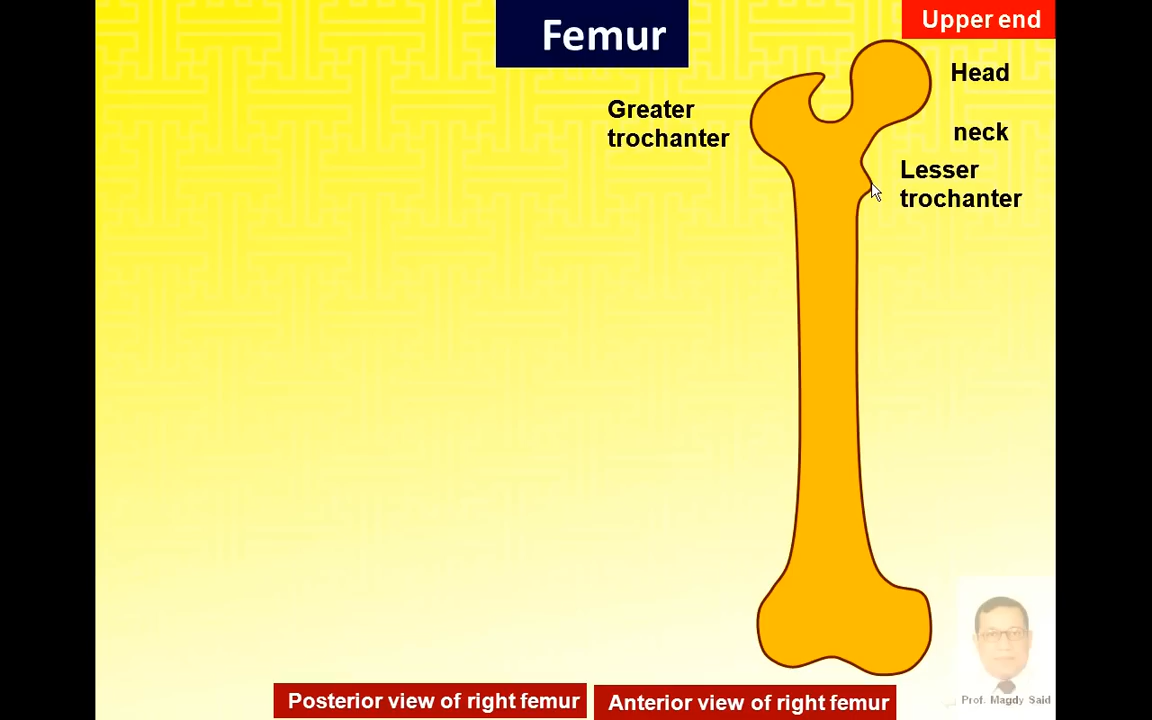 Femur
Upper end
Head
Greater
trochanter
neck
Lesser
trochanter
Posterior view of right femur
Anterior view of right femur
Prof. Magdy Said